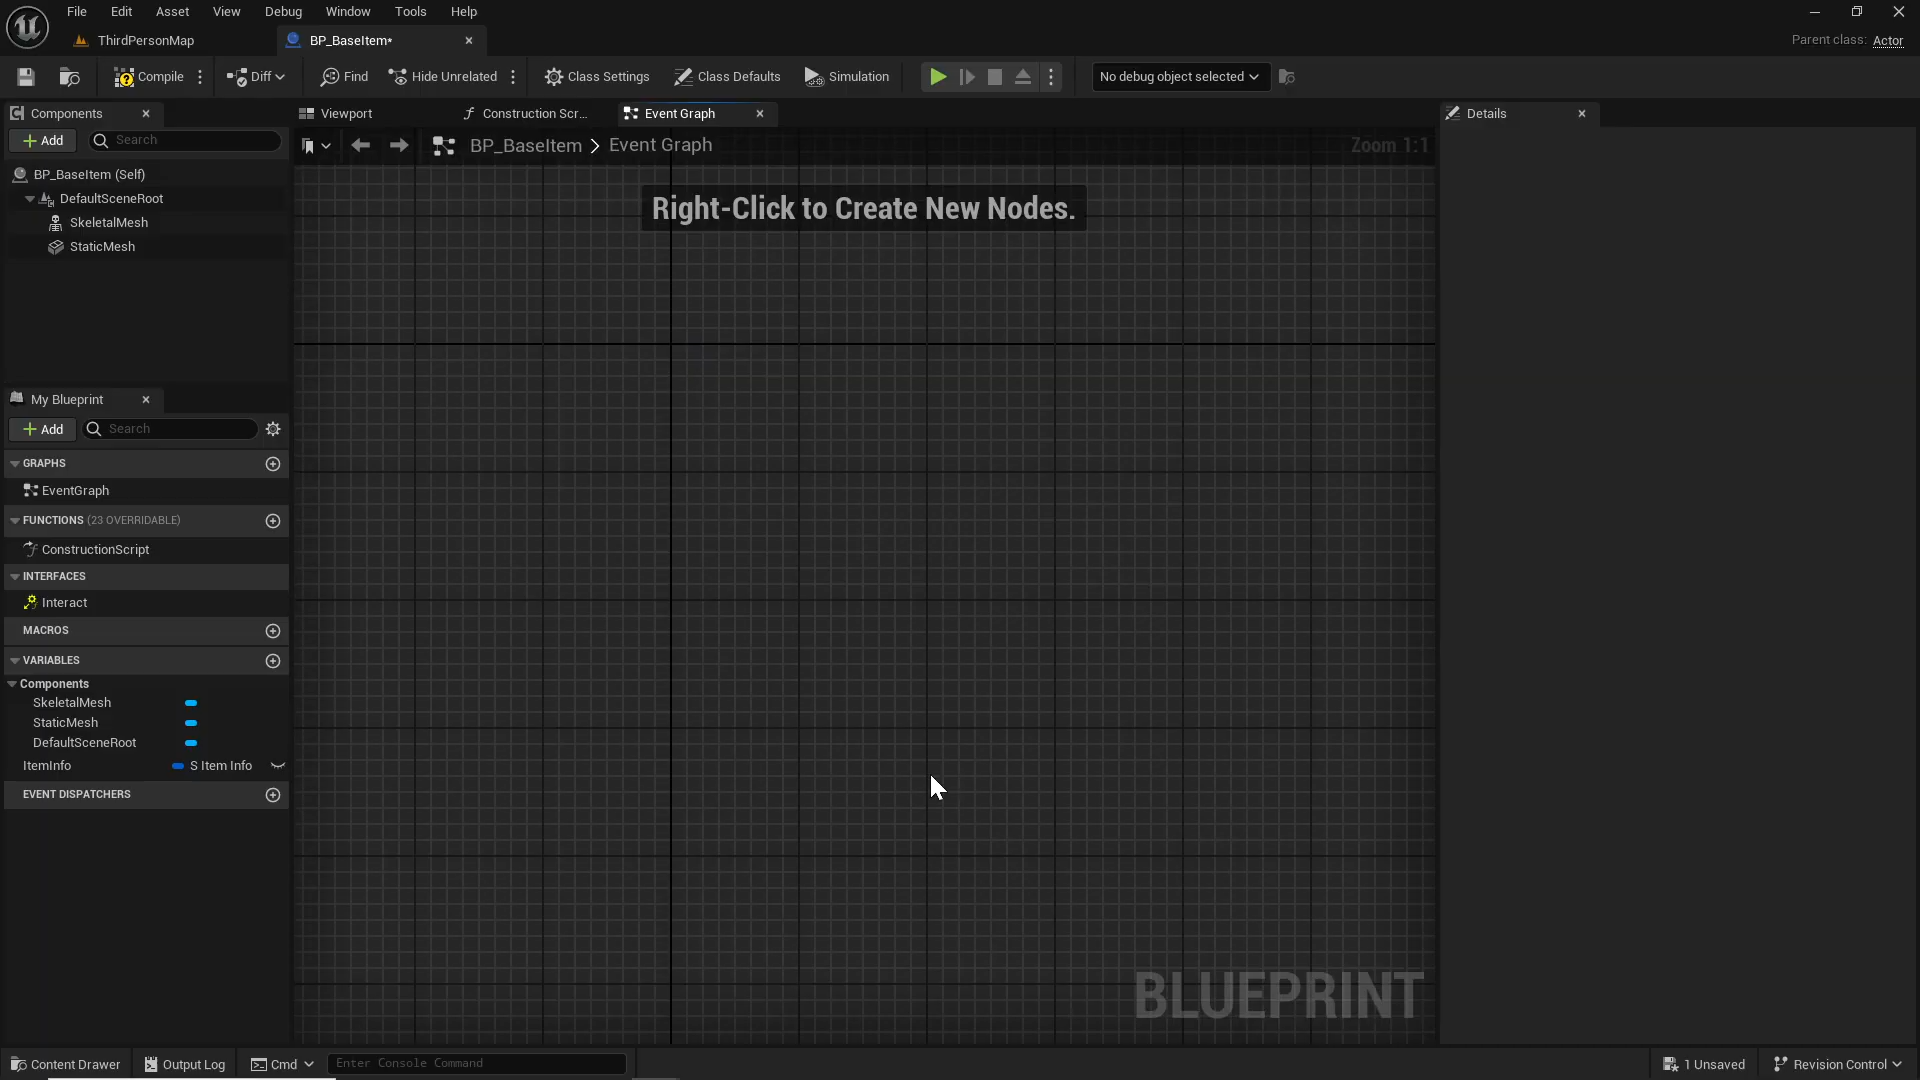 File Edit Asset View Debug Window Tools Help
ThirdPersonMap
BP_BaseItem*
Parent class: Actor
Compile
Diff
Find
Hide Unrelated
Class Settings
Class Defaults
Simulation
No debug object selected
Components
Viewport
Construction Scr...
Event Graph
Details
Add
Search
BP_BaseItem > Event Graph
Zoom 1:1
BP_BaseItem (Self)
DefaultSceneRoot
SkeletalMesh
StaticMesh
Right-Click to Create New Nodes.
My Blueprint
Add
Search
GRAPHS
EventGraph
FUNCTIONS (23 OVERRIDABLE)
ConstructionScript
INTERFACES
Interact
MACROS
VARIABLES
Components
SkeletalMesh
StaticMesh
DefaultSceneRoot
ItemInfo S Item Info
EVENT DISPATCHERS
BLUEPRINT
Content Drawer
Output Log
Cmd
Enter Console Command
1 Unsaved
Revision Control